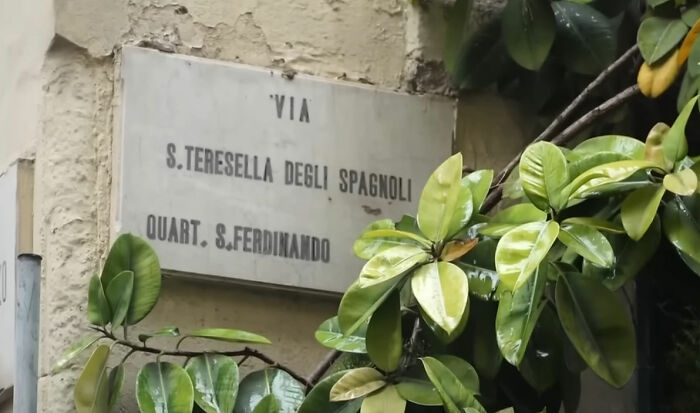 VIA
S. TERESELLA DEGLI SPAGNOLI
QUART. S. FERDINANDO